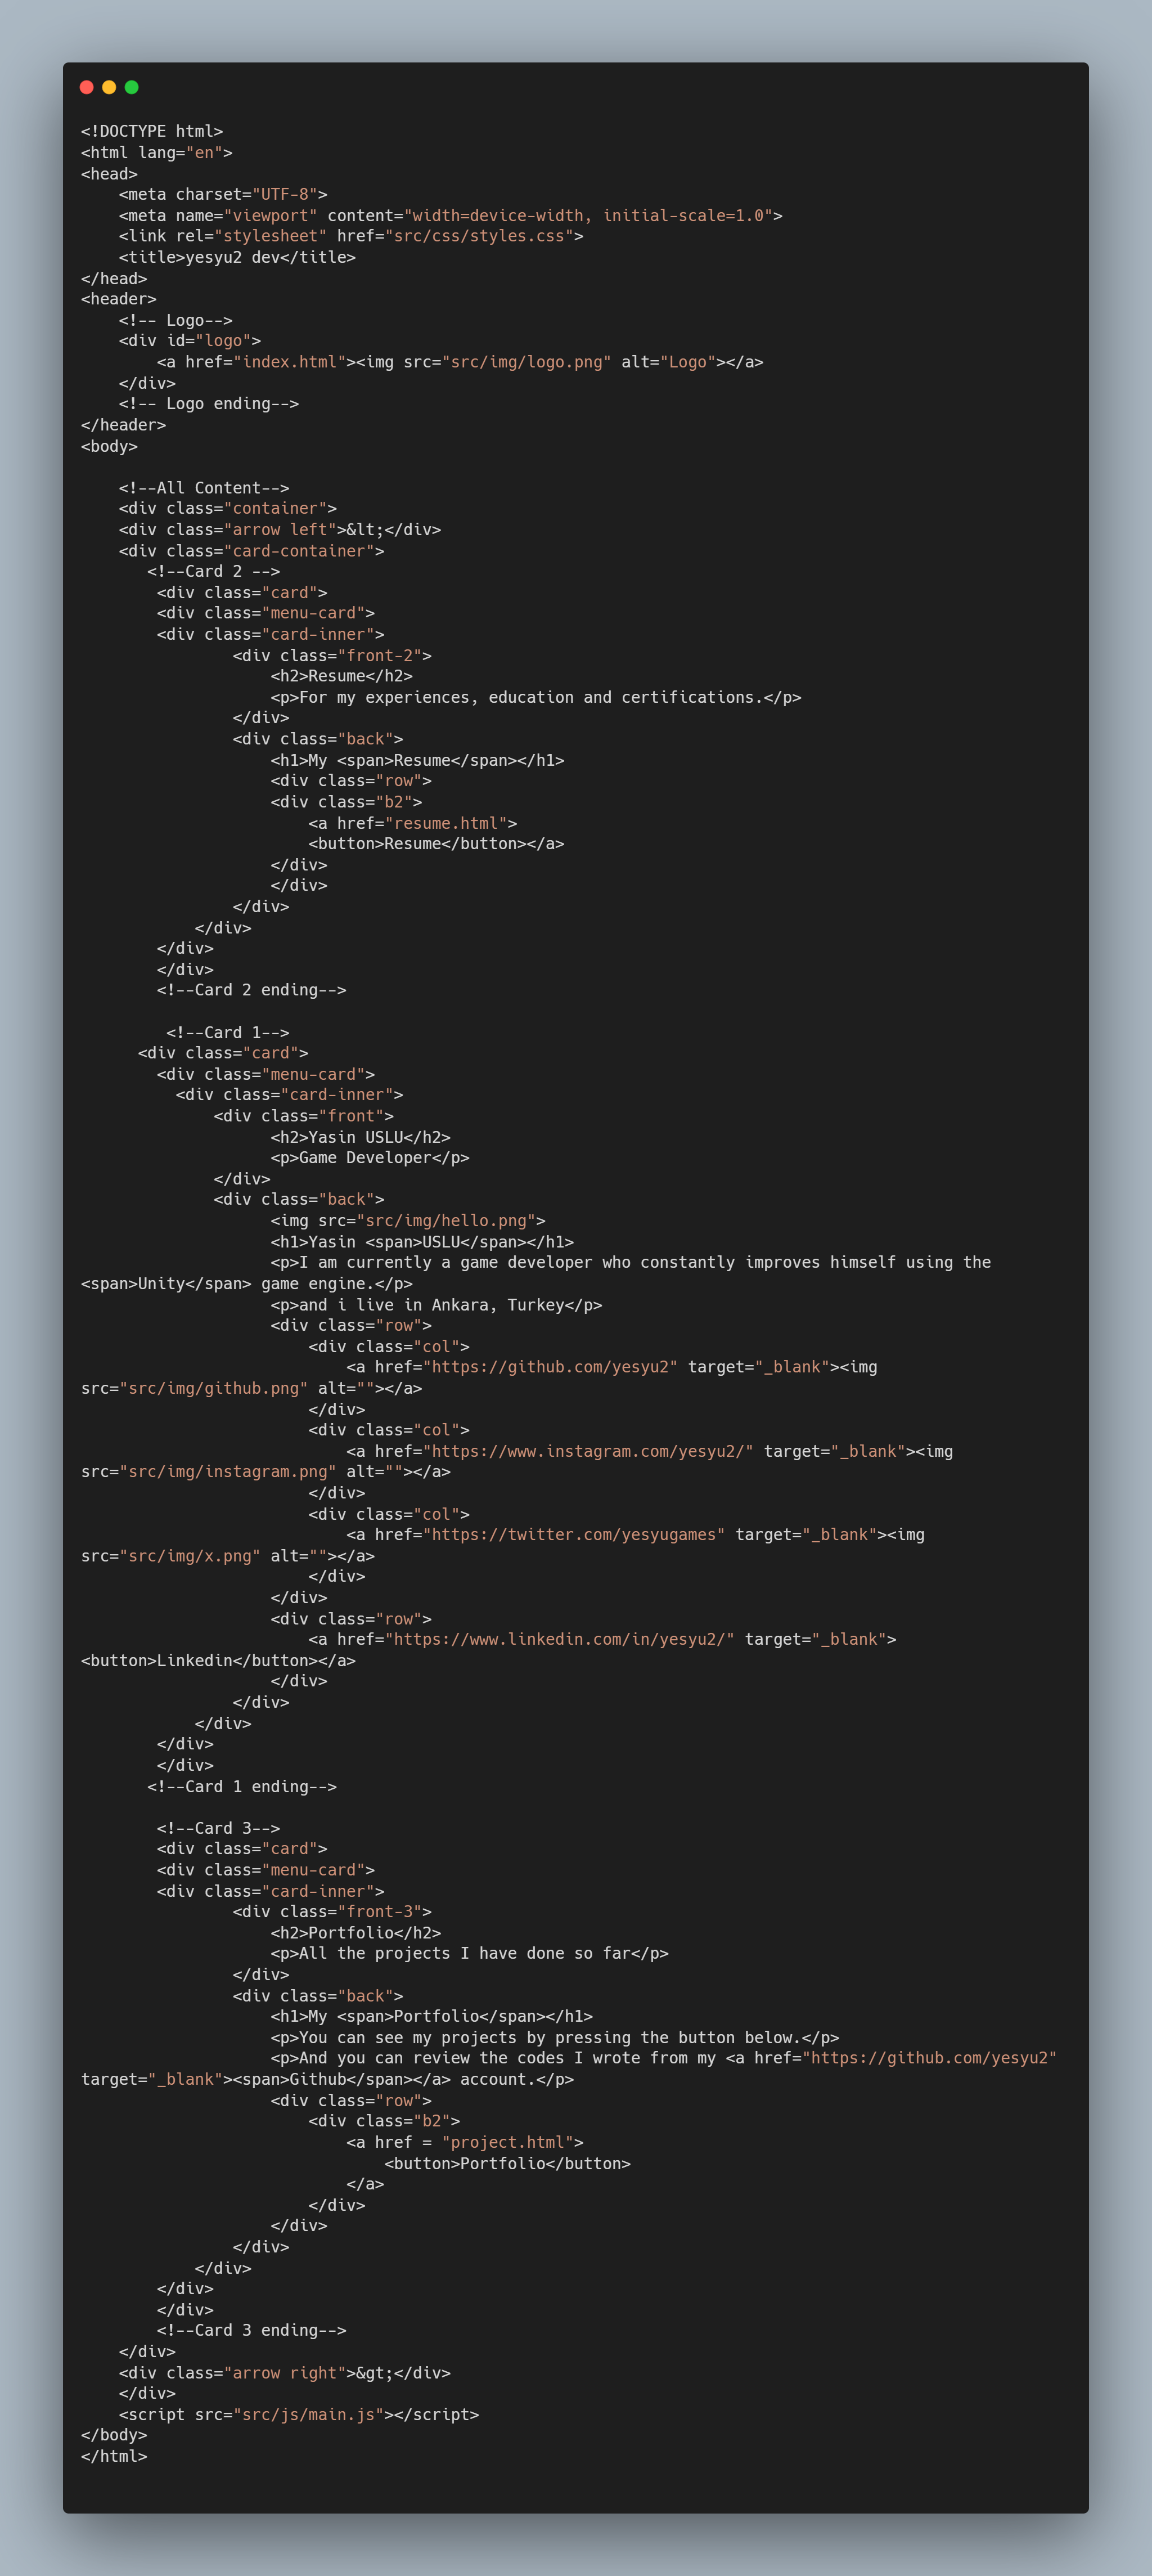 <!DOCTYPE html>
<html lang="en">
<head>
    <meta charset="UTF-8">
    <meta name="viewport" content="width=device-width, initial-scale=1.0">
    <link rel="stylesheet" href="src/css/styles.css">
    <title>yesyu2 dev</title>
</head>
<header>
    <!-- Logo-->
    <div id="logo">
        <a href="index.html"><img src="src/img/logo.png" alt="Logo"></a>
    </div>
    <!-- Logo ending-->
</header>
<body>

    <!--All Content-->
    <div class="container">
    <div class="arrow left">&lt;</div>
    <div class="card-container">
       <!--Card 2 -->
        <div class="card">
        <div class="menu-card">
        <div class="card-inner">
                <div class="front-2">
                    <h2>Resume</h2>
                    <p>For my experiences, education and certifications.</p>
                </div>
                <div class="back">
                    <h1>My <span>Resume</span></h1>
                    <div class="row">
                    <div class="b2">
                        <a href="resume.html">
                        <button>Resume</button></a>
                    </div>
                    </div>
                </div>
            </div>
        </div>
        </div>
        <!--Card 2 ending-->

         <!--Card 1-->
      <div class="card">
        <div class="menu-card">
          <div class="card-inner">
              <div class="front">
                    <h2>Yasin USLU</h2>
                    <p>Game Developer</p>
              </div>
              <div class="back">
                    <img src="src/img/hello.png">
                    <h1>Yasin <span>USLU</span></h1>
                    <p>I am currently a game developer who constantly improves himself using the
<span>Unity</span> game engine.</p>
                    <p>and i live in Ankara, Turkey</p>
                    <div class="row">
                        <div class="col">
                            <a href="https://github.com/yesyu2" target="_blank"><img
src="src/img/github.png" alt=""></a>
                        </div>
                        <div class="col">
                            <a href="https://www.instagram.com/yesyu2/" target="_blank"><img
src="src/img/instagram.png" alt=""></a>
                        </div>
                        <div class="col">
                            <a href="https://twitter.com/yesyugames" target="_blank"><img
src="src/img/x.png" alt=""></a>
                        </div>
                    </div>
                    <div class="row">
                        <a href="https://www.linkedin.com/in/yesyu2/" target="_blank">
<button>Linkedin</button></a>
                    </div>
                </div>
            </div>
        </div>
        </div>
       <!--Card 1 ending-->

        <!--Card 3-->
        <div class="card">
        <div class="menu-card">
        <div class="card-inner">
                <div class="front-3">
                    <h2>Portfolio</h2>
                    <p>All the projects I have done so far</p>
                </div>
                <div class="back">
                    <h1>My <span>Portfolio</span></h1>
                    <p>You can see my projects by pressing the button below.</p>
                    <p>And you can review the codes I wrote from my <a href="https://github.com/yesyu2"
target="_blank"><span>Github</span></a> account.</p>
                    <div class="row">
                        <div class="b2">
                            <a href = "project.html">
                                <button>Portfolio</button>
                            </a>
                        </div>
                    </div>
                </div>
            </div>
        </div>
        </div>
        <!--Card 3 ending-->
    </div>
    <div class="arrow right">&gt;</div>
    </div>
    <script src="src/js/main.js"></script>
</body>
</html>